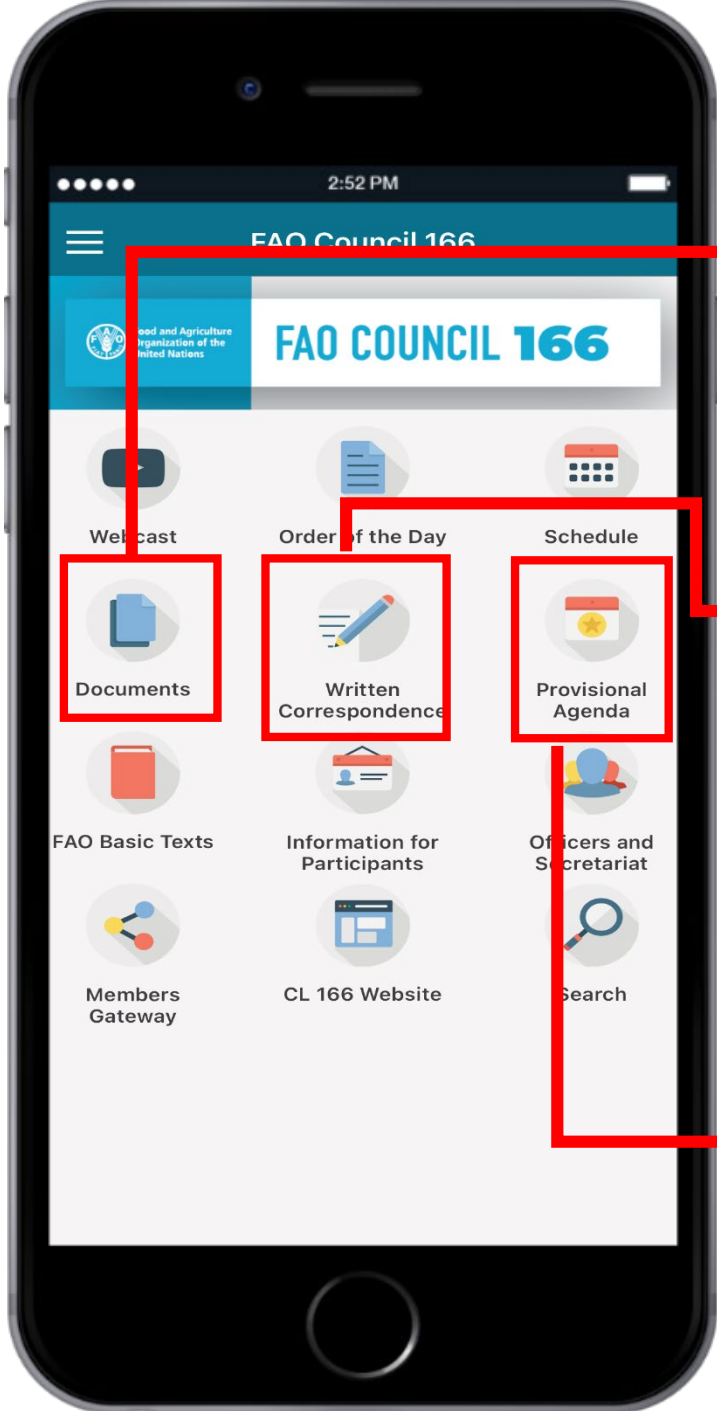 2:52 PM
FAO Council 166
Food and Agriculture
Organization of the
United Nations
FAO COUNCIL 166
Webcast
Order of the Day
Schedule
Documents
Written
Correspondence
Provisional
Agenda
FAO Basic Texts
Information for
Participants
Officers and
Secretariat
Members
Gateway
CL 166 Website
Search